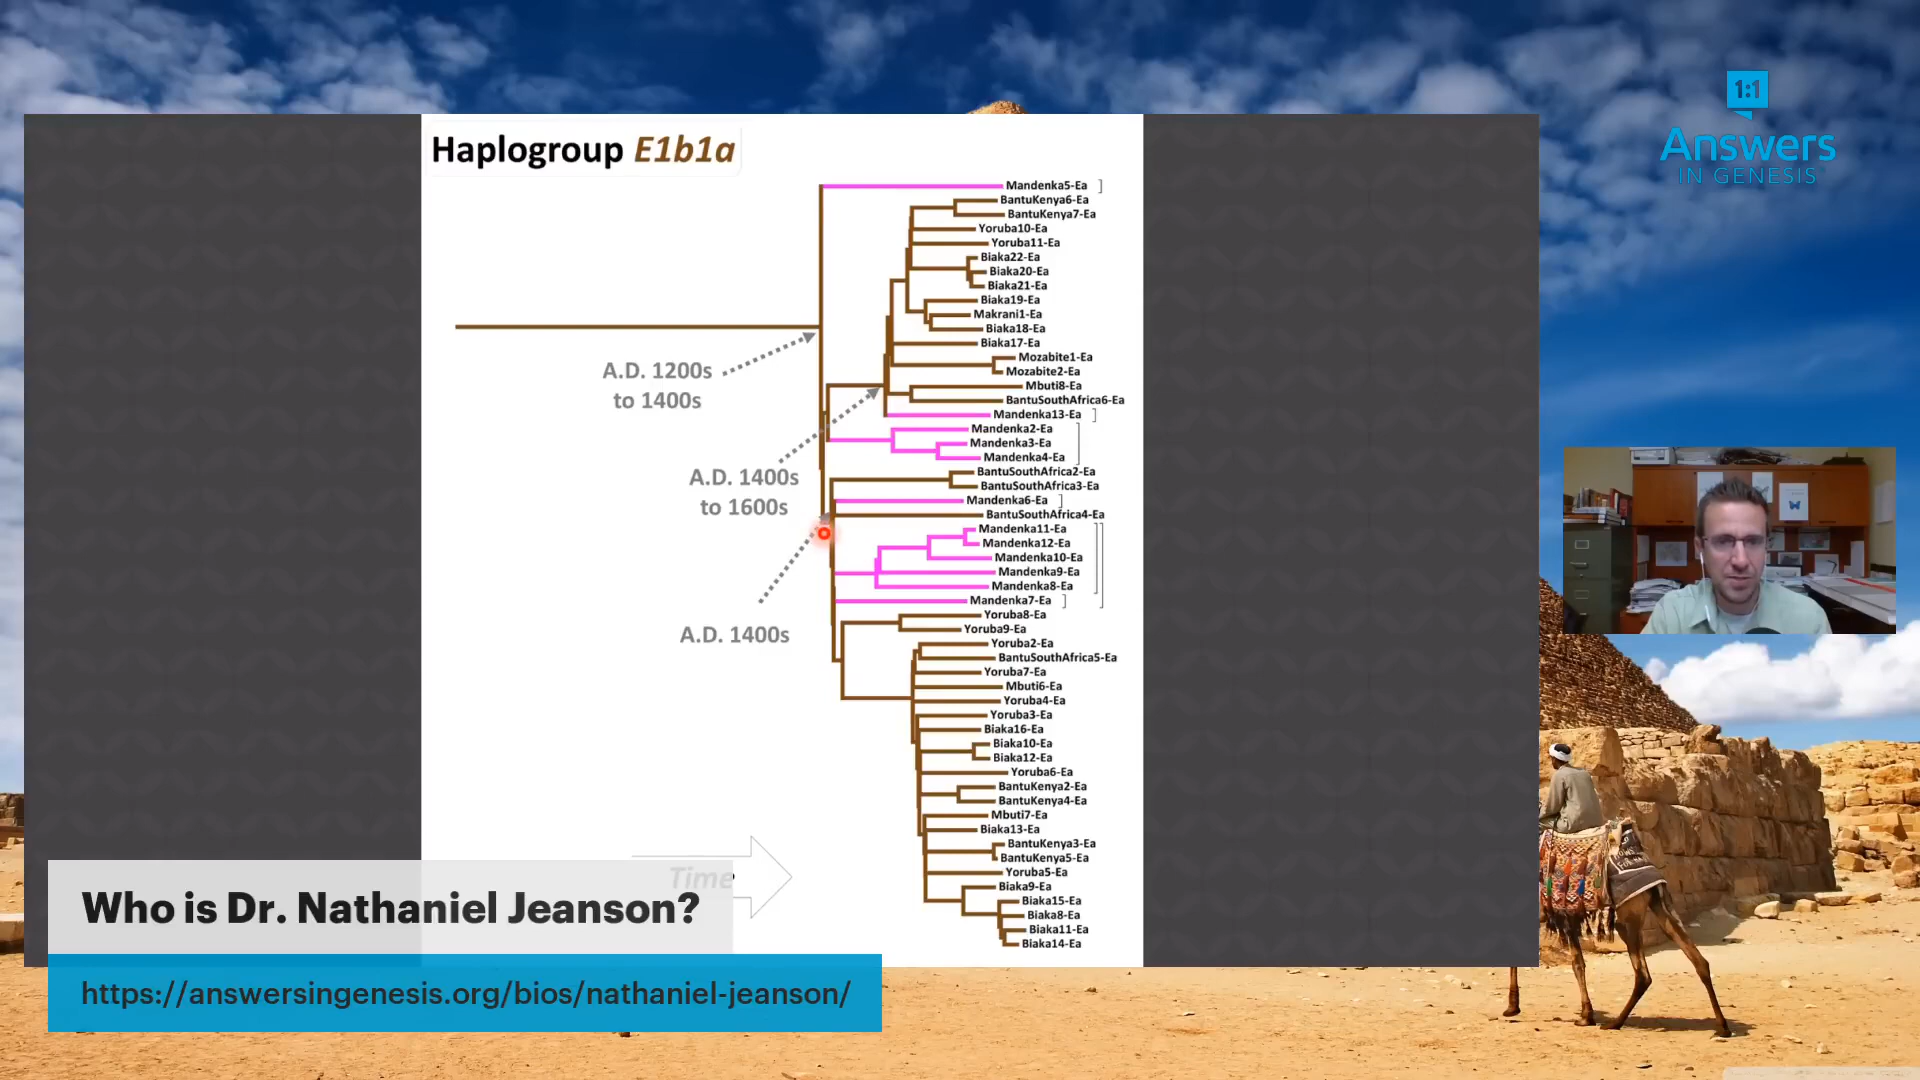 Haplogroup E1b1a
Mandenka5-Ea ]
BantuKenya6-Ea
BantuKenya7-Ea
Yoruba10-Ea
Yoruba11-Ea
Biaka22-Ea
Biaka20-Ea
Biaka21-Ea
Biaka19-Ea
Makrani1-Ea
Biaka18-Ea
Biaka17-Ea
Mozabite1-Ea
Mozabite2-Ea
Mbuti8-Ea
BantuSouthAfrica6-Ea
Mandenka13-Ea ]
Mandenka2-Ea
Mandenka3-Ea
Mandenka4-Ea
BantuSouthAfrica2-Ea
BantuSouthAfrica3-Ea
Mandenka6-Ea ]
BantuSouthAfrica4-Ea
Mandenka11-Ea
Mandenka12-Ea
Mandenka10-Ea
Mandenka9-Ea
Mandenka8-Ea
Mandenka7-Ea ]
Yoruba8-Ea
Yoruba9-Ea
Yoruba2-Ea
BantuSouthAfrica5-Ea
Yoruba7-Ea
Mbuti6-Ea
Yoruba4-Ea
Yoruba3-Ea
Biaka16-Ea
Biaka10-Ea
Biaka12-Ea
Yoruba6-Ea
BantuKenya2-Ea
BantuKenya4-Ea
Mbuti7-Ea
Biaka13-Ea
BantuKenya3-Ea
BantuKenya5-Ea
Yoruba5-Ea
Biaka9-Ea
Biaka15-Ea
Biaka8-Ea
Biaka11-Ea
Biaka14-Ea
A.D. 1200s
to 1400s
A.D. 1400s
to 1600s
A.D. 1400s
Time
Who is Dr. Nathaniel Jeanson?
https://answersingenesis.org/bios/nathaniel-jeanson/
1:1
Answers
IN GENESIS